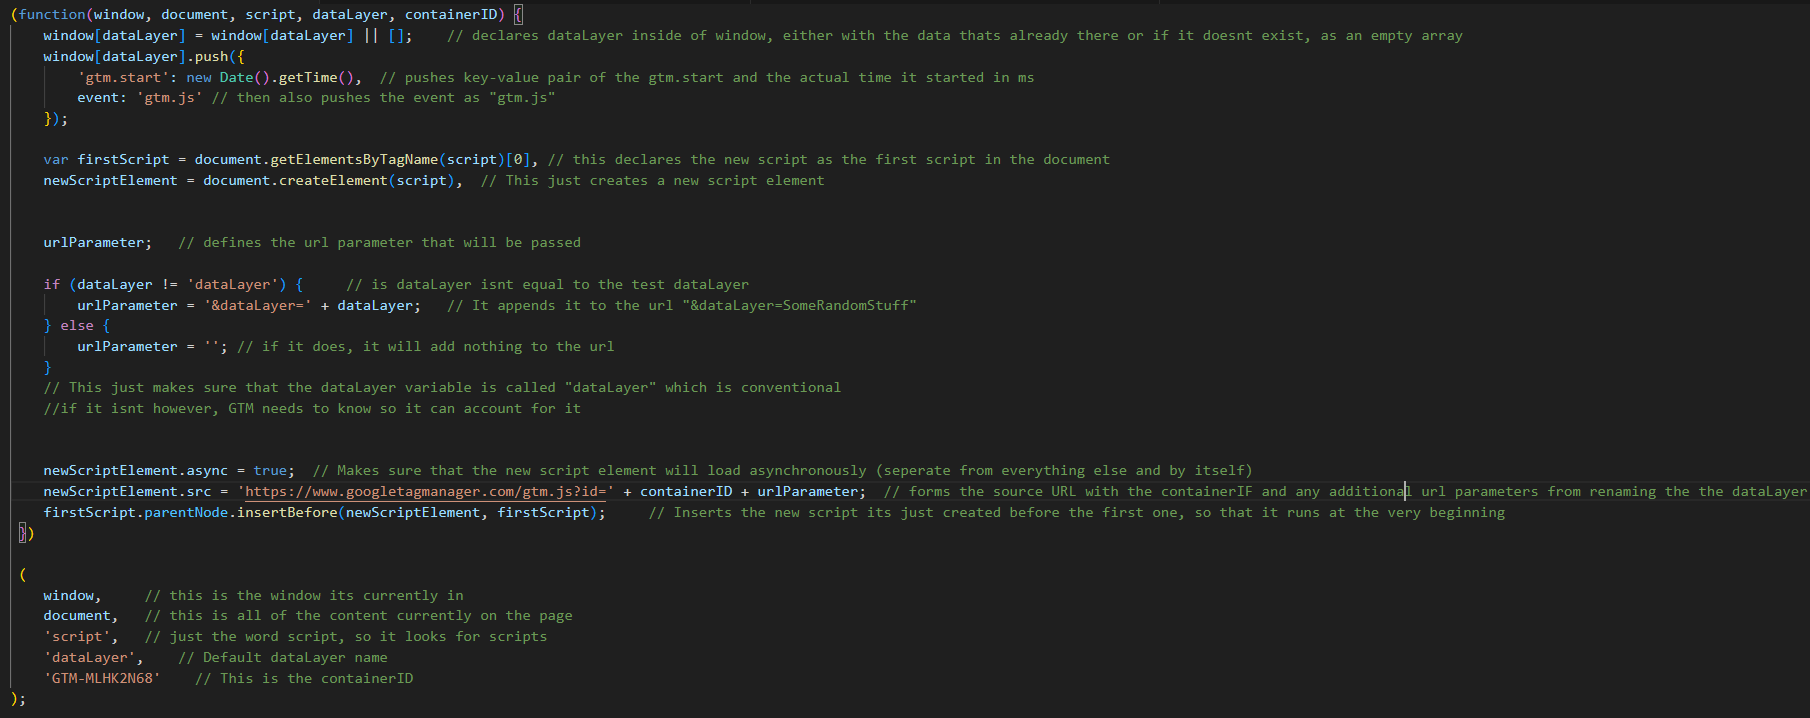 (function(window, document, script, dataLayer, containerID) {
window[dataLayer] = window[dataLayer] || [];    // declares dataLayer inside of window, either with the data thats already there or if it doesnt exist, as an empty array
window[dataLayer].push({
'gtm.start': new Date().getTime(),  // pushes key-value pair of the gtm.start and the actual time it started in ms
event: 'gtm.js' // then also pushes the event as "gtm.js"
});
var firstScript = document.getElementsByTagName(script)[0], // this declares the new script as the first script in the document
newScriptElement = document.createElement(script),  // This just creates a new script element
urlParameter;   // defines the url parameter that will be passed
if (dataLayer != 'dataLayer') {     // is dataLayer isnt equal to the test dataLayer
urlParameter = '&dataLayer=' + dataLayer;   // It appends it to the url "&dataLayer=SomeRandomStuff"
} else {
urlParameter = ''; // if it does, it will add nothing to the url
}
// This just makes sure that the dataLayer variable is called "dataLayer" which is conventional
//if it isnt however, GTM needs to know so it can account for it
newScriptElement.async = true;  // Makes sure that the new script element will load asynchronously (seperate from everything else and by itself)
newScriptElement.src = 'https://www.googletagmanager.com/gtm.js?id=' + containerID + urlParameter;  // forms the source URL with the containerIF and any additional url parameters from renaming the the dataLayer
firstScript.parentNode.insertBefore(newScriptElement, firstScript);     // Inserts the new script its just created before the first one, so that it runs at the very beginning
})
(
window,     // this is the window its currently in
document,   // this is all of the content currently on the page
'script',   // just the word script, so it looks for scripts
'dataLayer',    // Default dataLayer name
'GTM-MLHK2N68'    // This is the containerID
);